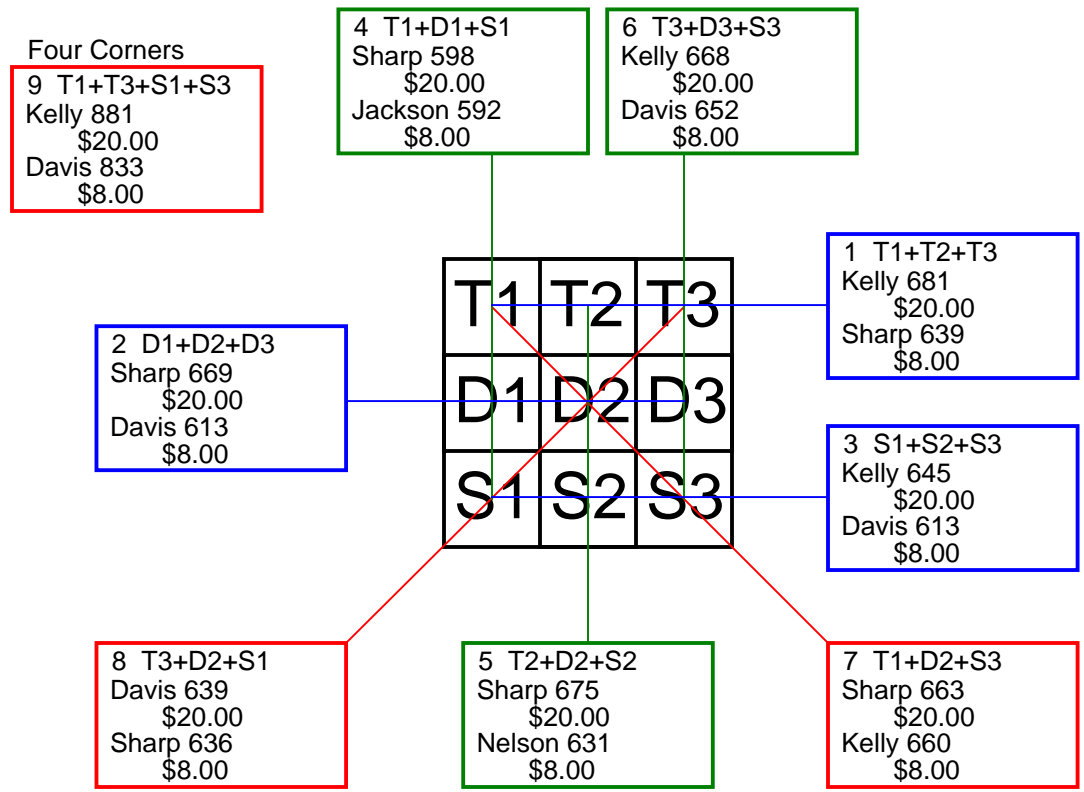 Four Corners
9 T1+T3+S1+S3
Kelly 881
$20.00
Davis 833
$8.00
4 T1+D1+S1
Sharp 598
$20.00
Jackson 592
$8.00
6 T3+D3+S3
Kelly 668
$20.00
Davis 652
$8.00
1 T1+T2+T3
Kelly 681
$20.00
Sharp 639
$8.00
2 D1+D2+D3
Sharp 669
$20.00
Davis 613
$8.00
T1 T2 T3
D1 D2 D3
S1 S2 S3
3 S1+S2+S3
Kelly 645
$20.00
Davis 613
$8.00
8 T3+D2+S1
Davis 639
$20.00
Sharp 636
$8.00
5 T2+D2+S2
Sharp 675
$20.00
Nelson 631
$8.00
7 T1+D2+S3
Sharp 663
$20.00
Kelly 660
$8.00